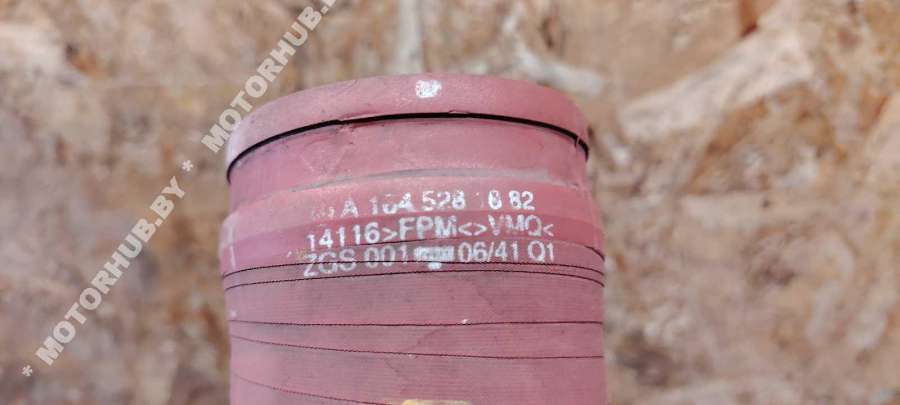 A 164 528 18 82
14116>FPM<>VMQ<
ZGS 001 06/41 Q1
* MOTORHUB.BY * MOTORHUB.BY *